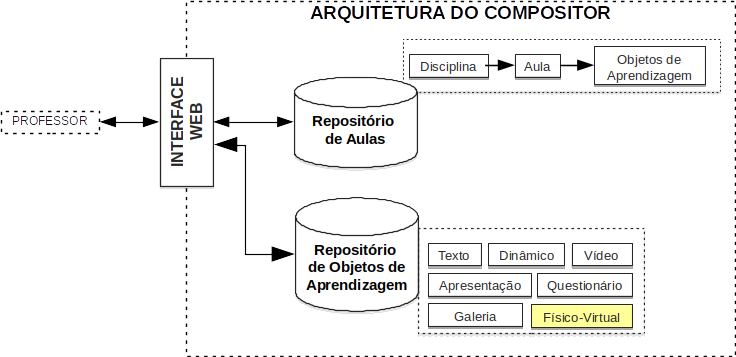 ARQUITETURA DO COMPOSITOR
Disciplina
Aula
Objetos de
Aprendizagem
PROFESSOR
INTERFACE
WEB
Repositório
de Aulas
Repositório
de Objetos de
Aprendizagem
Texto
Dinâmico
Vídeo
Apresentação
Questionário
Galeria
Físico-Virtual